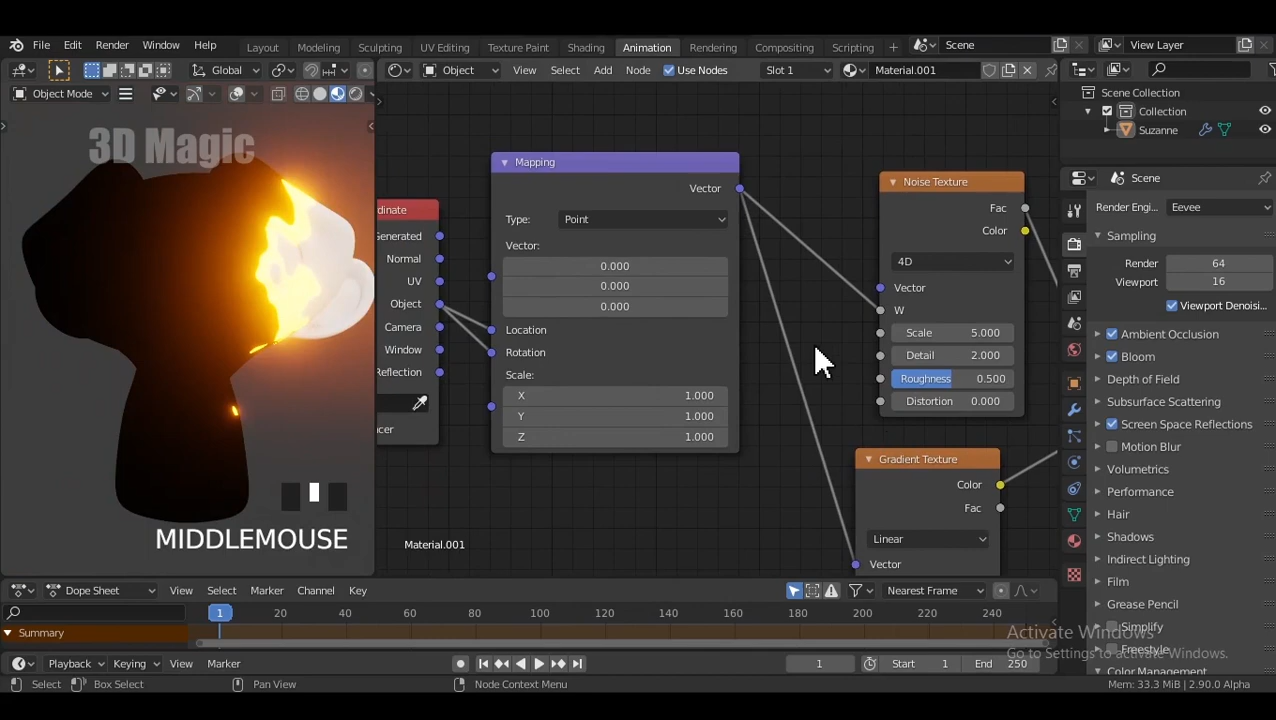 File Edit Render Window Help Layout Modeling Sculpting UV Editing Texture Paint Shading Animation Rendering Compositing Scripting + Scene View Layer
Global Object View Select Add Node Use Nodes Slot 1 Material.001
Object Mode
3D Magic
MIDDLEMOUSE
dinate
Generated
Normal
UV
Object
Camera
Window
Reflection
acer
Mapping
Vector
Type: Point
Vector:
0.000
0.000
0.000
Location
Rotation
Scale:
X 1.000
Y 1.000
Z 1.000
Noise Texture
Fac
Color
4D
Vector
W
Scale 5.000
Detail 2.000
Roughness 0.500
Distortion 0.000
Gradient Texture
Color
Fac
Linear
Vector
Material.001
Scene Collection
Collection
Suzanne
Scene
Render Engi... Eevee
Sampling
Render 64
Viewport 16
Viewport Denoisi...
Ambient Occlusion
Bloom
Depth of Field
Subsurface Scattering
Screen Space Reflections
Motion Blur
Volumetrics
Performance
Hair
Shadows
Indirect Lighting
Film
Grease Pencil
Simplify
Freestyle
Color Management
Activate Windows
Go to Settings to activate Windows.
Dope Sheet View Select Marker Channel Key Nearest Frame
1 20 40 60 80 100 120 140 160 180 200 220 240
Summary
Playback Keying View Marker 1 Start 1 End 250
Select Box Select Pan View Node Context Menu Mem: 33.3 MiB | 2.90.0 Alpha